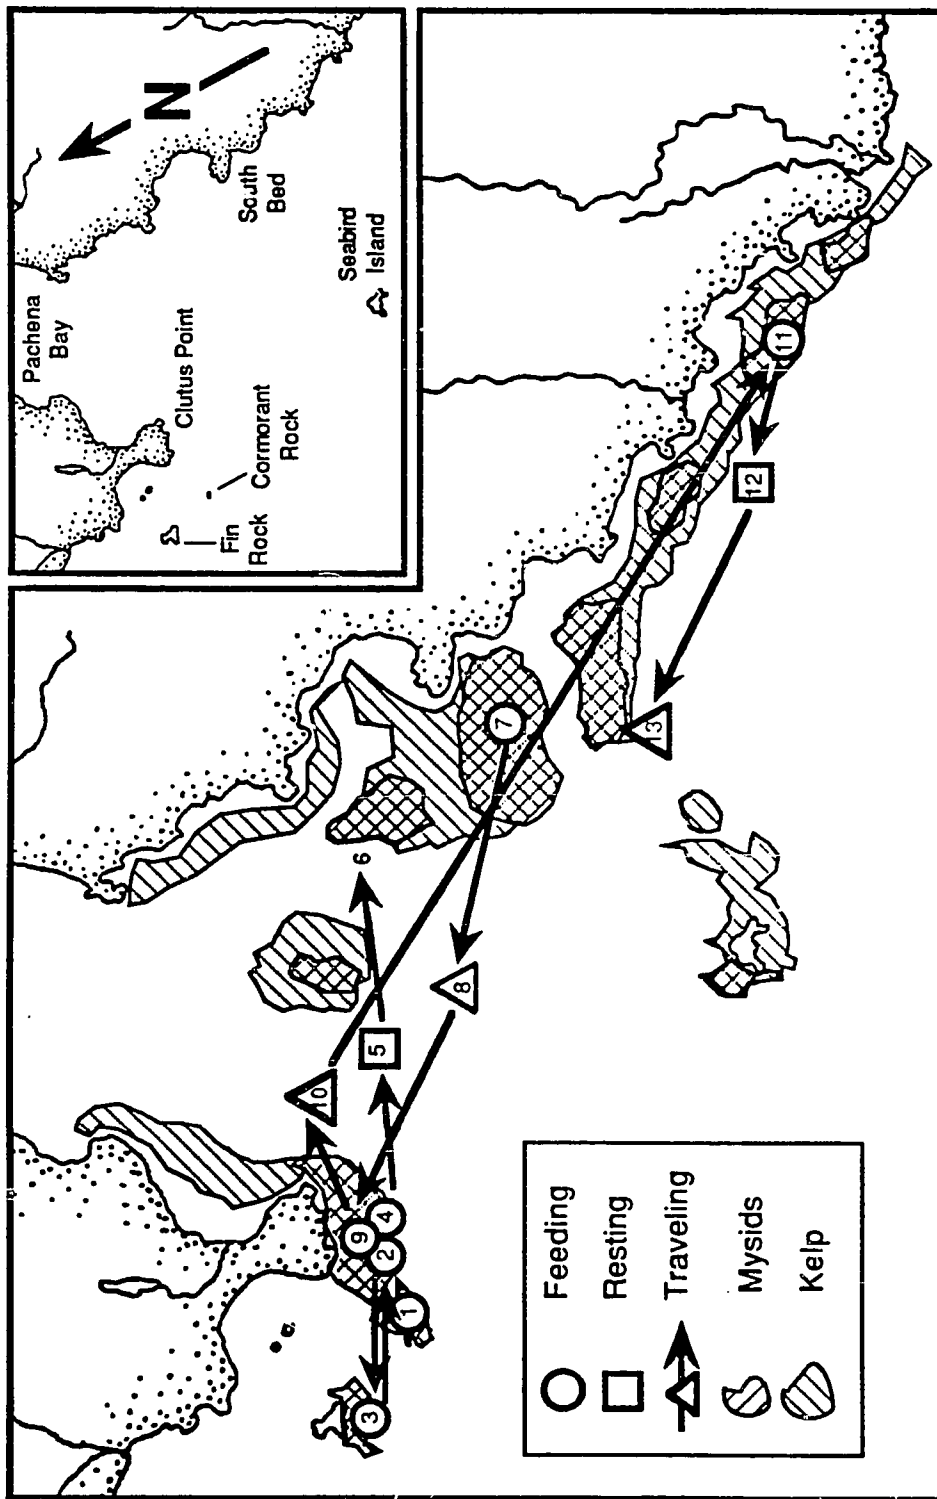 Pachena
Bay
Clutus Point
Cormorant
Rock
Fin
Rock
South
Bed
Seabird
Island
N
Feeding
Resting
Traveling
Mysids
Kelp
1
2
3
4
5
6
7
8
9
10
11
12
13